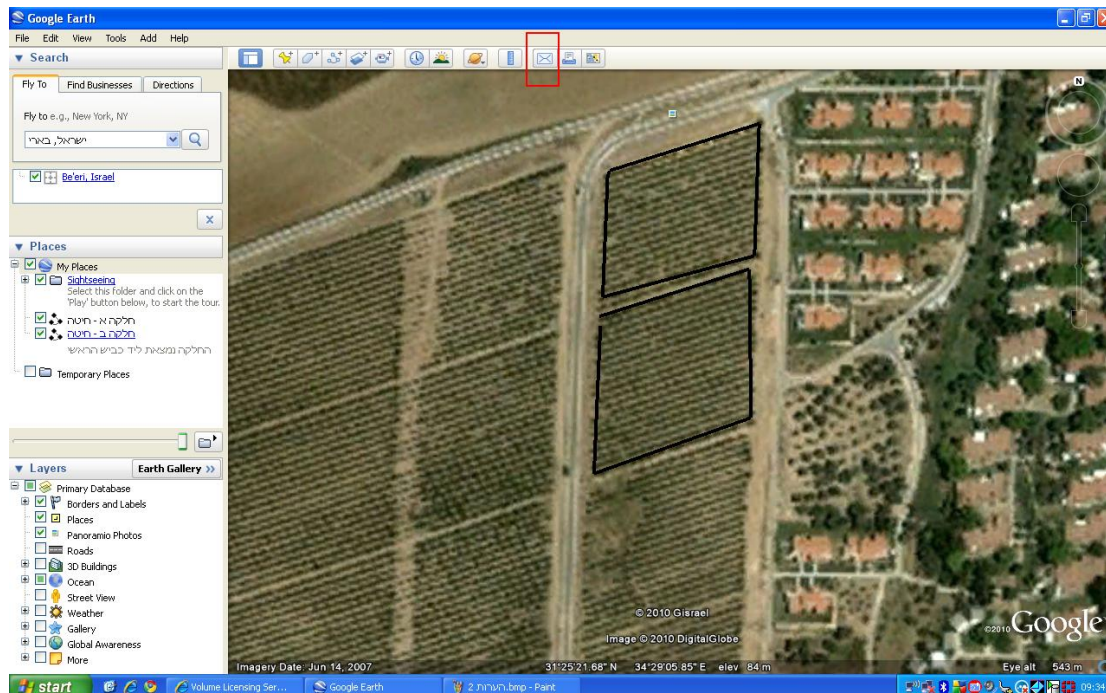 Google Earth
File Edit View Tools Add Help
Search
Fly To Find Businesses Directions
Fly to e.g., New York, NY
ישראל, בארי
Be'eri, Israel
Places
My Places
Sightseeing
Select this folder and click on the
'Play' button below, to start the tour.
חלקה א - חיטה
חלקה ב - חיטה
החלקה נמצאת ליד כביש הראשי
Temporary Places
Layers
Earth Gallery >>
Primary Database
Borders and Labels
Places
Panoramio Photos
Roads
3D Buildings
Ocean
Street View
Weather
Gallery
Global Awareness
More
N
© 2010 Gisrael
Image © 2010 DigitalGlobe
©2010 Google
Imagery Date: Jun 14, 2007
31°25'21.68" N 34°29'05.85" E elev 84 m
Eye alt 543 m
start
Volume Licensing Ser...
Google Earth
הערות 2.bmp - Paint
09:34